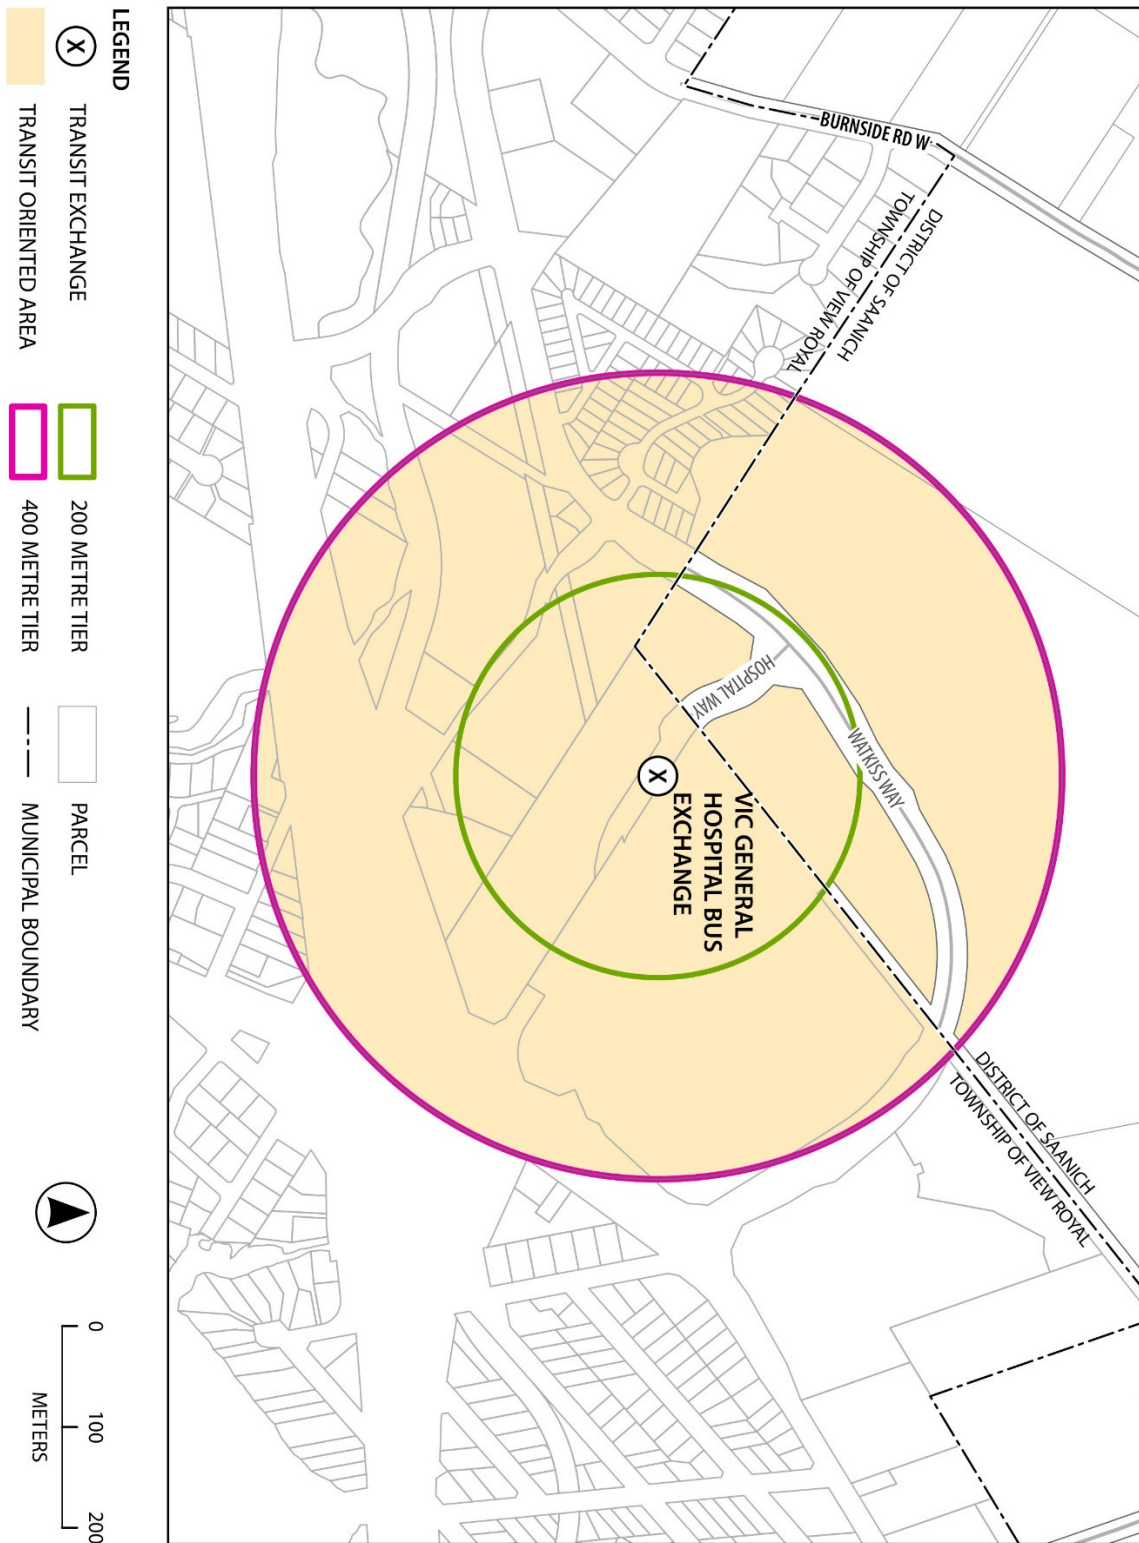 BURNSIDE RD W
DISTRICT OF SAANICH
TOWNSHIP OF VIEW ROYAL
WATKISS WAY
HOSPITAL WAY
X
VIC GENERAL
HOSPITAL BUS
EXCHANGE
DISTRICT OF SAANICH
TOWNSHIP OF VIEW ROYAL
LEGEND
X TRANSIT EXCHANGE
200 METRE TIER
PARCEL
TRANSIT ORIENTED AREA
400 METRE TIER
MUNICIPAL BOUNDARY
0 100 200
METERS